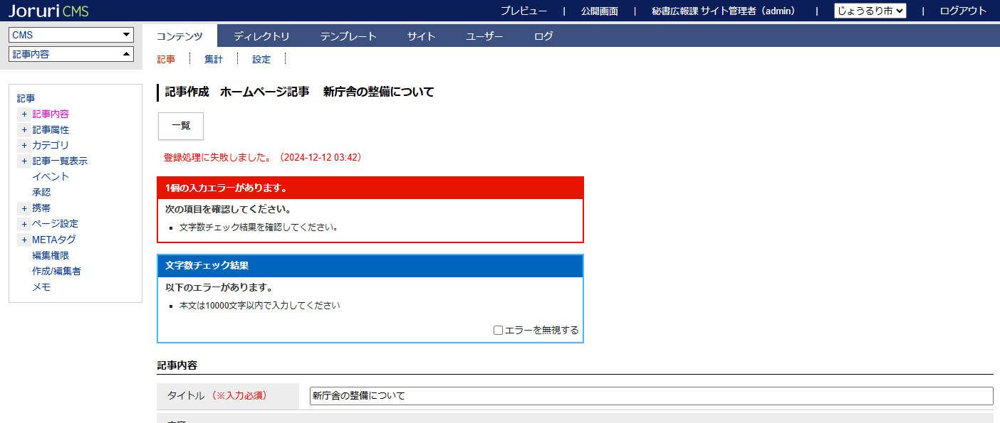 Joruri CMS
プレビュー | 公開画面 | 秘書広報課 サイト管理者（admin） | じょうるり市 | ログアウト
CMS
記事内容
コンテンツ ディレクトリ テンプレート サイト ユーザー ログ
記事 集計 設定
記事
+ 記事内容
+ 記事属性
+ カテゴリ
+ 記事一覧表示
イベント
承認
+ 携帯
+ ページ設定
+ METAタグ
編集権限
作成/編集者
メモ
記事作成　ホームページ記事　新庁舎の整備について
一覧
登録処理に失敗しました。（2024-12-12 03:42）
1個の入力エラーがあります。
次の項目を確認してください。
文字数チェック結果を確認してください。
文字数チェック結果
以下のエラーがあります。
本文は10000文字以内で入力してください
エラーを無視する
記事内容
タイトル （※入力必須） 新庁舎の整備について